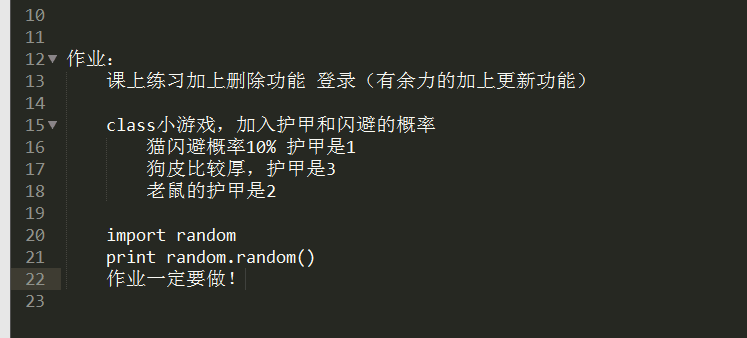 10
11
12 作业:
13 课上练习加上删除功能 登录（有余力的加上更新功能）
14
15 class小游戏，加入护甲和闪避的概率
16 猫闪避概率10% 护甲是1
17 狗皮比较厚，护甲是3
18 老鼠的护甲是2
19
20 import random
21 print random.random()
22 作业一定要做！
23